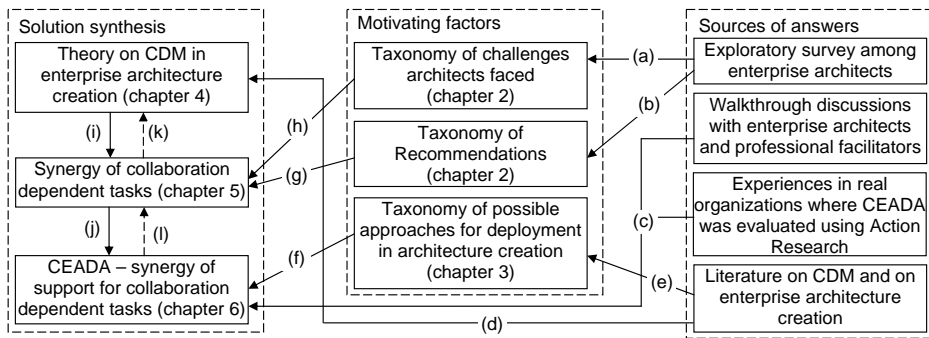 Solution synthesis
Theory on CDM in
enterprise architecture
creation (chapter 4)
(i)
(k)
Synergy of collaboration
dependent tasks (chapter 5)
(j)
(l)
CEADA – synergy of
support for collaboration
dependent tasks (chapter 6)
(h)
(g)
(f)
Motivating factors
Taxonomy of challenges
architects faced
(chapter 2)
Taxonomy of
Recommendations
(chapter 2)
Taxonomy of possible
approaches for deployment
in architecture creation
(chapter 3)
(a)
(b)
(c)
(e)
(d)
Sources of answers
Exploratory survey among
enterprise architects
Walkthrough discussions
with enterprise architects
and professional facilitators
Experiences in real
organizations where CEADA
was evaluated using Action
Research
Literature on CDM and on
enterprise architecture
creation